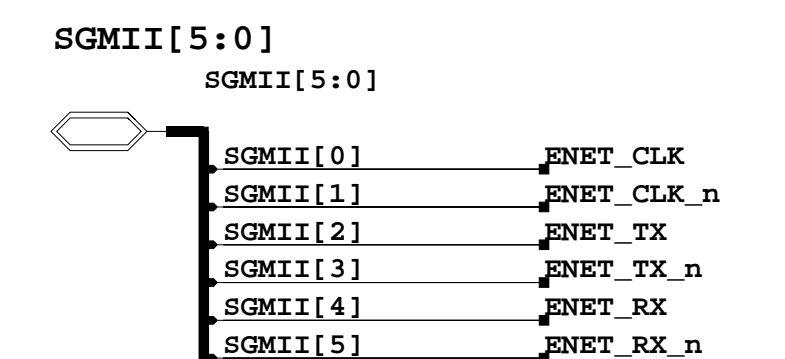 SGMII[5:0]
SGMII[5:0]
SGMII[0] ENET_CLK
SGMII[1] ENET_CLK_n
SGMII[2] ENET_TX
SGMII[3] ENET_TX_n
SGMII[4] ENET_RX
SGMII[5] ENET_RX_n